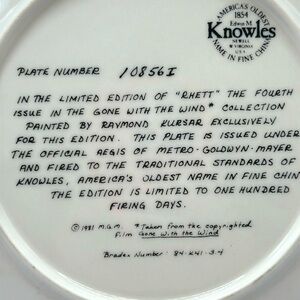 AMERICA'S OLDEST
1854
Edwin M.
Knowles
NEWELL
W. VIRGINIA
U.S.A.
NAME IN FINE CHINA
PLATE NUMBER 10856I
IN THE LIMITED EDITION OF "RHETT" THE FOURTH
ISSUE IN THE GONE WITH THE WIND* COLLECTION
PAINTED BY RAYMOND KURSAR EXCLUSIVELY
FOR THIS EDITION. THIS PLATE IS ISSUED UNDER
THE OFFICIAL AEGIS OF METRO-GOLDWYN-MAYER
AND FIRED TO THE TRADITIONAL STANDARDS OF
KNOWLES, AMERICA'S OLDEST NAME IN FINE CHIN
THE EDITION IS LIMITED TO ONE HUNDRED
FIRING DAYS.
© 1981 M.G.M. *Taken from the copyrighted
Film Gone With the Wind
Bradex Number: 84-K41-3.4